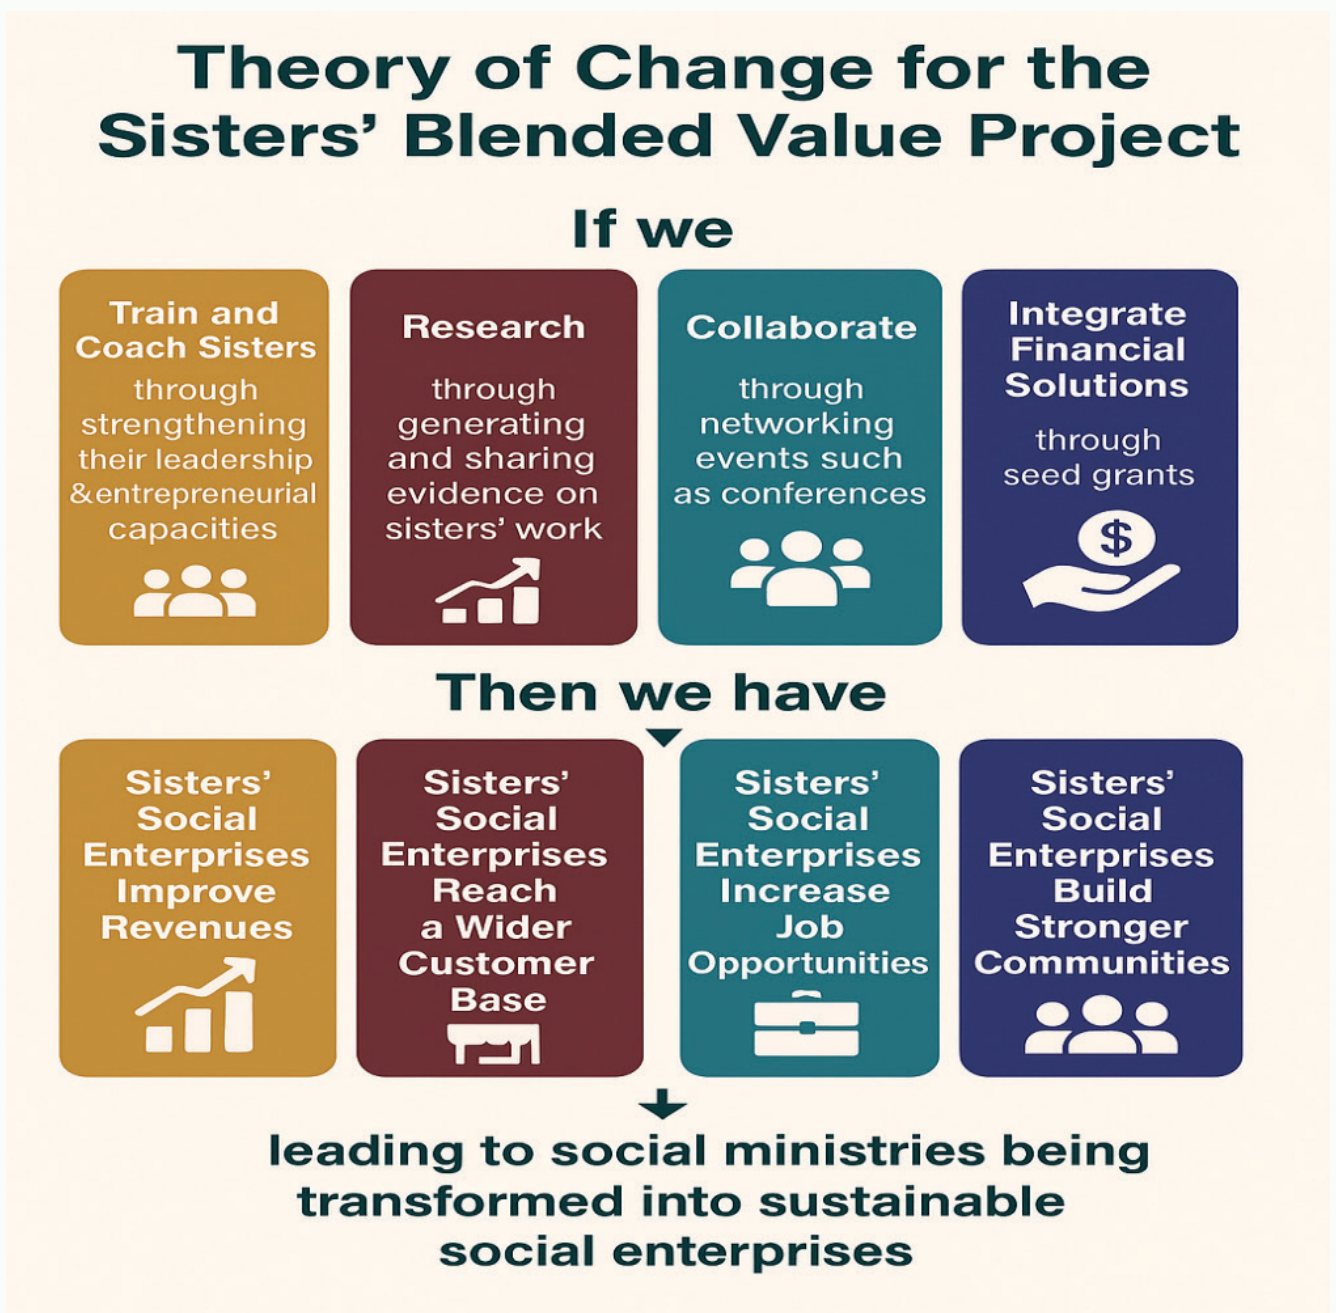 Theory of Change for the
Sisters’ Blended Value Project
If we
Train and
Coach Sisters
through
strengthening
their leadership
&entrepreneurial
capacities
Research
through
generating
and sharing
evidence on
sisters’ work
Collaborate
through
networking
events such
as conferences
Integrate
Financial
Solutions
through
seed grants
$
Then we have
Sisters’
Social
Enterprises
Improve
Revenues
Sisters’
Social
Enterprises
Reach
a Wider
Customer
Base
Sisters’
Social
Enterprises
Increase
Job
Opportunities
Sisters’
Social
Enterprises
Build
Stronger
Communities
leading to social ministries being
transformed into sustainable
social enterprises